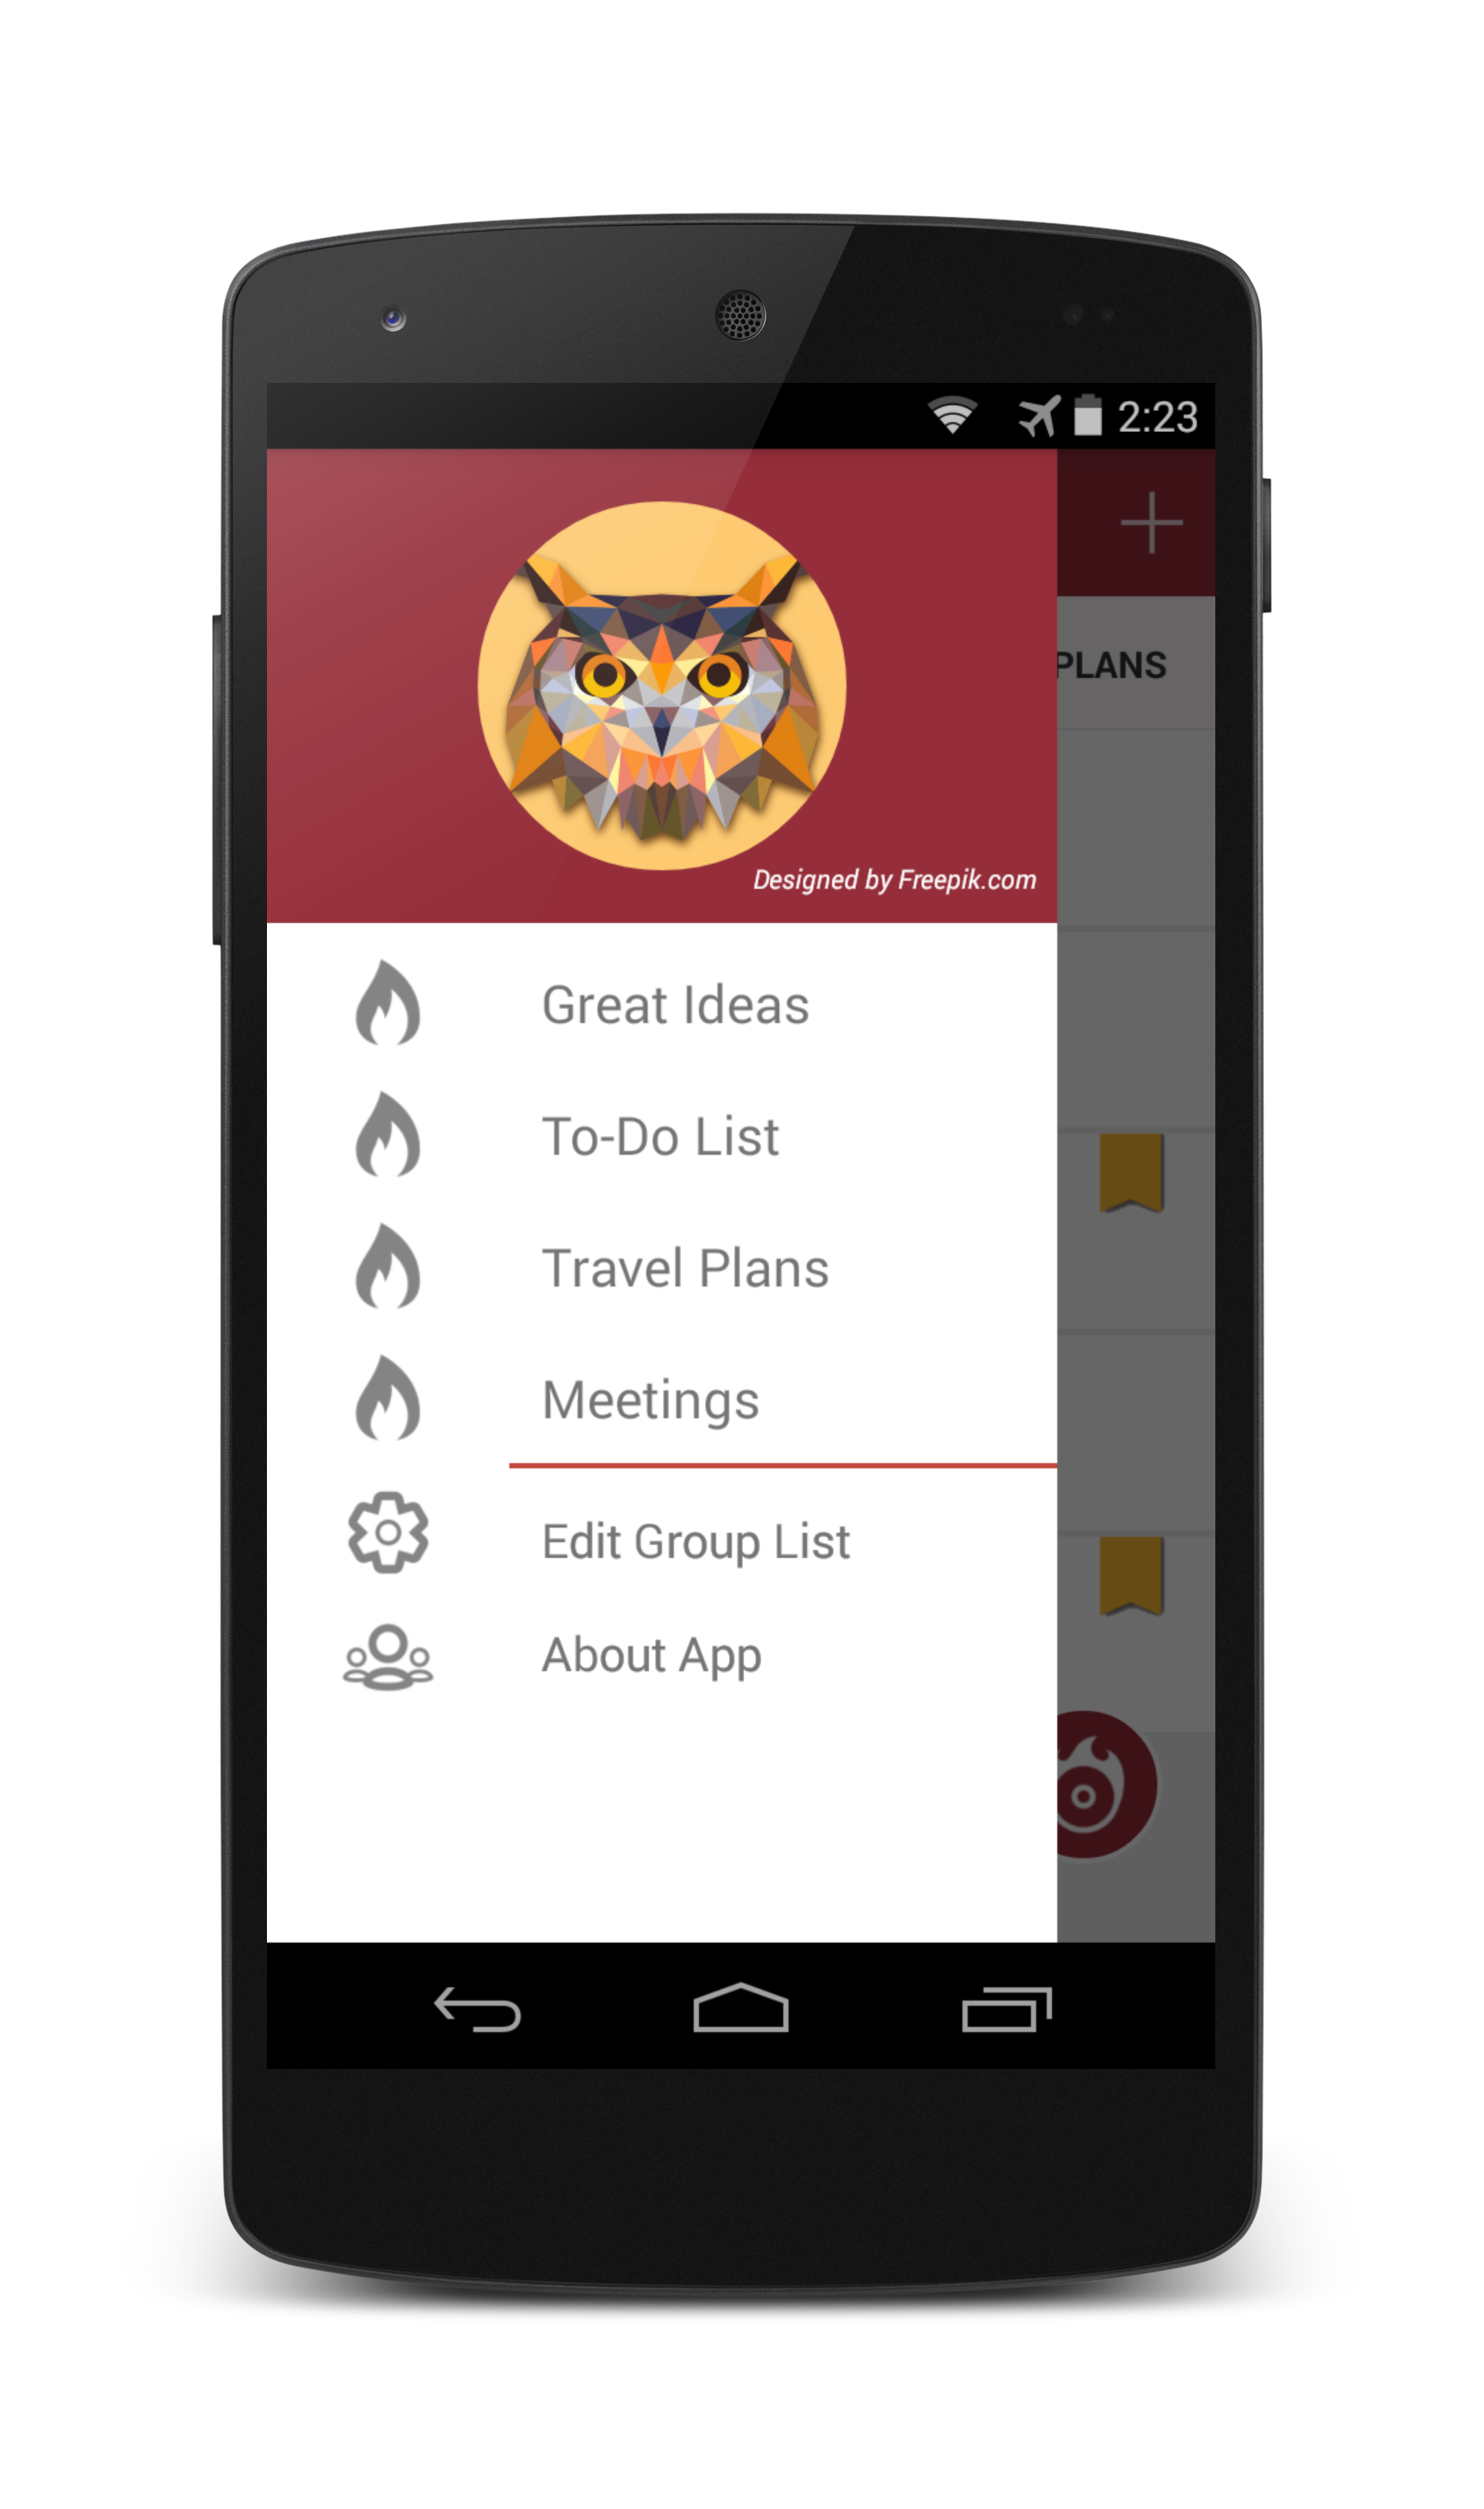 2:23
PLANS
Designed by Freepik.com
Great Ideas
To-Do List
Travel Plans
Meetings
Edit Group List
About App